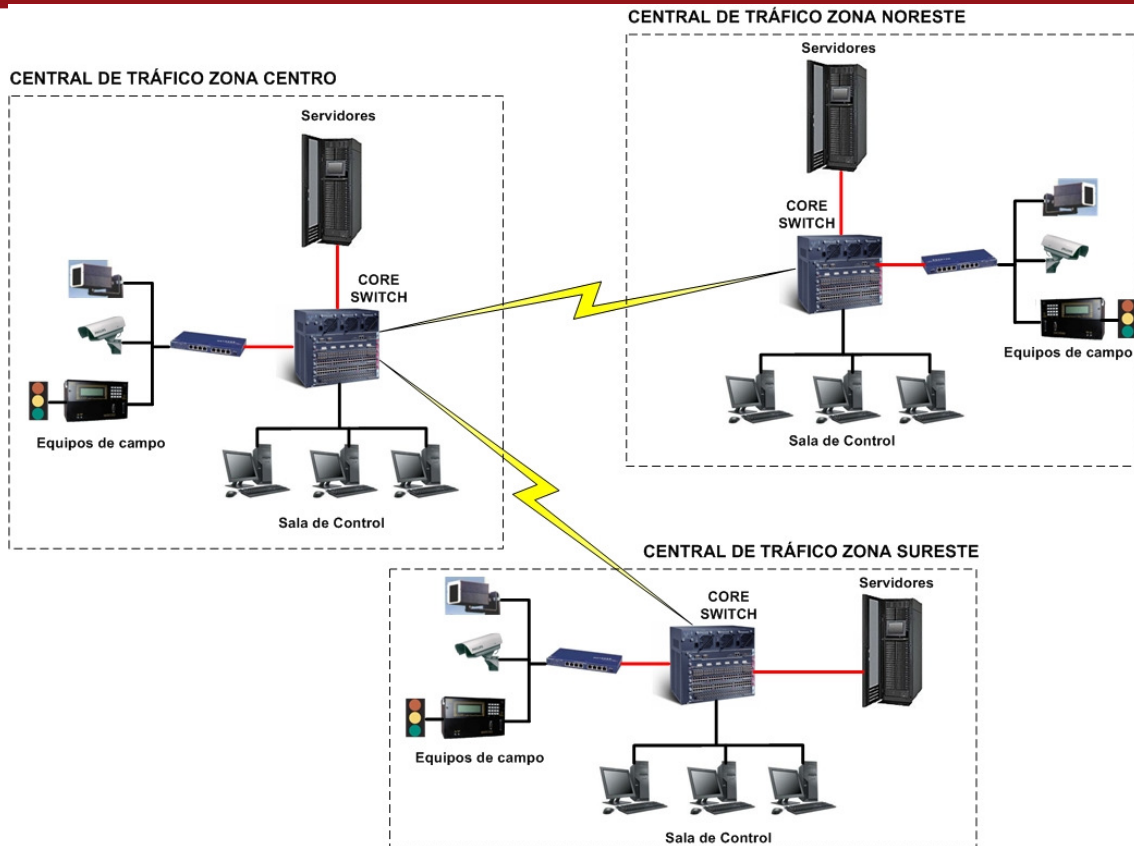 CENTRAL DE TRÁFICO ZONA NORESTE
Servidores
CORE
SWITCH
Equipos de campo
Sala de Control
CENTRAL DE TRÁFICO ZONA CENTRO
Servidores
CORE
SWITCH
Equipos de campo
Sala de Control
CENTRAL DE TRÁFICO ZONA SURESTE
Servidores
CORE
SWITCH
Equipos de campo
Sala de Control